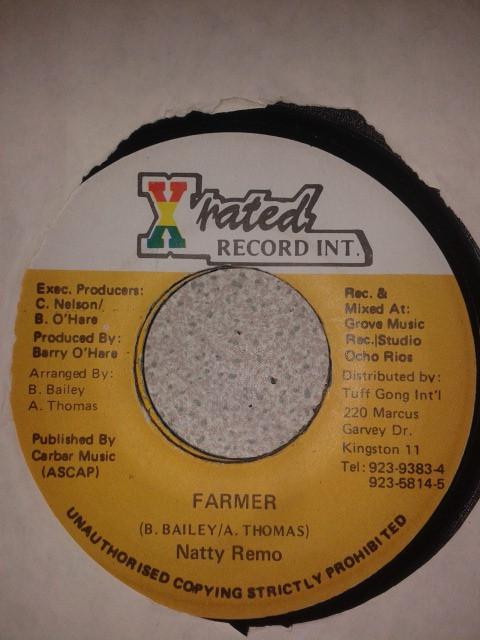 X'rated
RECORD INT.
Exec. Producers:
C. Nelson/
B. O'Hare
Produced By:
Barry O'Hare
Arranged By:
B. Bailey
A. Thomas
Published By
Carbar Music
(ASCAP)
Rec. &
Mixed At:
Grove Music
Rec.|Studio
Ocho Rios
Distributed by:
Tuff Gong Int'l
220 Marcus
Garvey Dr.
Kingston 11
Tel: 923-9383-4
923-5814-5
FARMER
(B. BAILEY/A. THOMAS)
Natty Remo
UNAUTHORISED COPYING STRICTLY PROHIBITED